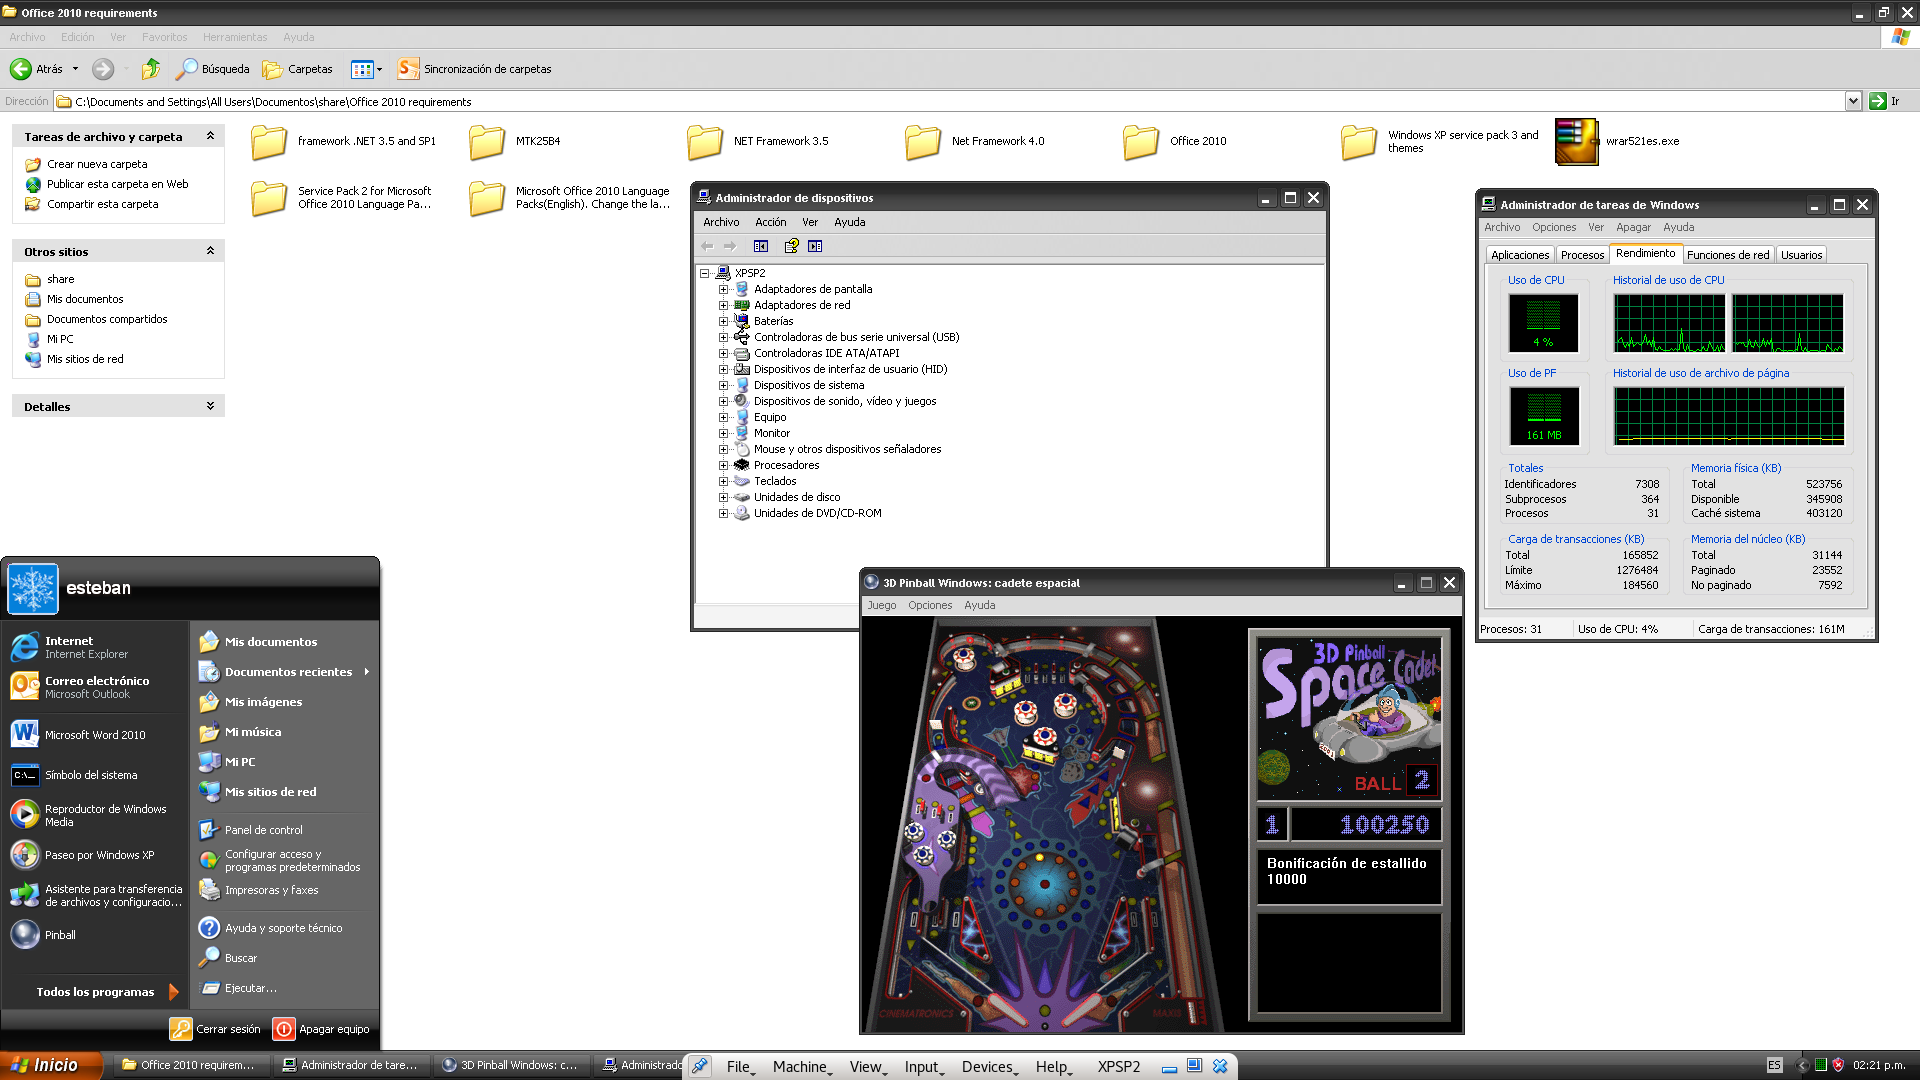 Office 2010 requirements
Archivo Edición Ver Favoritos Herramientas Ayuda
Atrás Búsqueda Carpetas Sincronización de carpetas
Dirección C:\Documents and Settings\All Users\Documentos\share\Office 2010 requirements Ir
Tareas de archivo y carpeta
Crear nueva carpeta
Publicar esta carpeta en Web
Compartir esta carpeta
Otros sitios
share
Mis documentos
Documentos compartidos
Mi PC
Mis sitios de red
Detalles
framework .NET 3.5 and SP1
MTK25B4
NET Framework 3.5
Net Framework 4.0
Office 2010
Windows XP service pack 3 and
themes
wrar521es.exe
Service Pack 2 for Microsoft
Office 2010 Language Pa...
Microsoft Office 2010 Language
Packs(English). Change the la...
Administrador de dispositivos
Archivo Acción Ver Ayuda
XPSP2
Adaptadores de pantalla
Adaptadores de red
Baterías
Controladoras de bus serie universal (USB)
Controladoras IDE ATA/ATAPI
Dispositivos de interfaz de usuario (HID)
Dispositivos de sistema
Dispositivos de sonido, vídeo y juegos
Equipo
Monitor
Mouse y otros dispositivos señaladores
Procesadores
Teclados
Unidades de disco
Unidades de DVD/CD-ROM
Administrador de tareas de Windows
Archivo Opciones Ver Apagar Ayuda
Aplicaciones Procesos Rendimiento Funciones de red Usuarios
Uso de CPU Historial de uso de CPU
4 %
Uso de PF Historial de uso de archivo de página
161 MB
Totales
Identificadores 7308
Subprocesos 364
Procesos 31
Memoria física (KB)
Total 523756
Disponible 345908
Caché sistema 403120
Carga de transacciones (KB)
Total 165852
Límite 1276484
Máximo 184560
Memoria del núcleo (KB)
Total 31144
Paginado 23552
No paginado 7592
Procesos: 31 Uso de CPU: 4% Carga de transacciones: 161M
3D Pinball Windows: cadete espacial
Juego Opciones Ayuda
3D Pinball
Space Cadet
BALL 2
1 100250
Bonificación de estallido
10000
CINEMATRONICS MAXIS
esteban
Internet
Internet Explorer
Correo electrónico
Microsoft Outlook
Microsoft Word 2010
Símbolo del sistema
Reproductor de Windows
Media
Paseo por Windows XP
Asistente para transferencia
de archivos y configuracio...
Pinball
Todos los programas
Mis documentos
Documentos recientes
Mis imágenes
Mi música
Mi PC
Mis sitios de red
Panel de control
Configurar acceso y
programas predeterminados
Impresoras y faxes
Ayuda y soporte técnico
Buscar
Ejecutar...
Cerrar sesión Apagar equipo
Inicio Office 2010 requirem... Administrador de tare... 3D Pinball Windows: c... Administrado
File Machine View Input Devices Help XPSP2
ES 02:21 p.m.